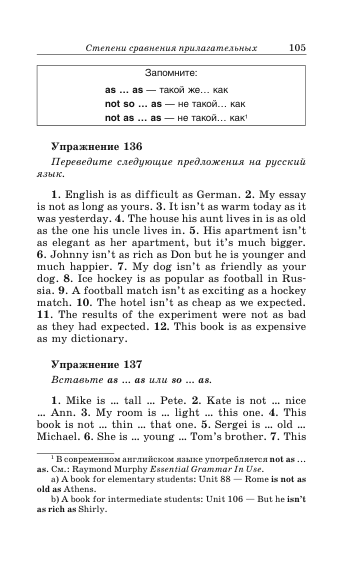 Степени сравнения прилагательных 105
Запомните:
as ... as — такой же... как
not so ... as — не такой... как
not as ... as — не такой... как¹
Упражнение 136
Переведите следующие предложения на русский
язык.
1. English is as difficult as German. 2. My essay
is not as long as yours. 3. It isn't as warm today as it
was yesterday. 4. The house his aunt lives in is as old
as the one his uncle lives in. 5. His apartment isn't
as elegant as her apartment, but it's much bigger.
6. Johnny isn't as rich as Don but he is younger and
much happier. 7. My dog isn't as friendly as your
dog. 8. Ice hockey is as popular as football in Rus-
sia. 9. A football match isn't as exciting as a hockey
match. 10. The hotel isn't as cheap as we expected.
11. The results of the experiment were not as bad
as they had expected. 12. This book is as expensive
as my dictionary.
Упражнение 137
Вставьте as ... as или so ... as.
1. Mike is ... tall ... Pete. 2. Kate is not ... nice
... Ann. 3. My room is ... light ... this one. 4. This
book is not ... thin ... that one. 5. Sergei is ... old ...
Michael. 6. She is ... young ... Tom's brother. 7. This
¹ В современном английском языке употребляется not as ...
as. См.: Raymond Murphy Essential Grammar In Use.
a) A book for elementary students: Unit 88 — Rome is not as
old as Athens.
b) A book for intermediate students: Unit 106 — But he isn't
as rich as Shirly.